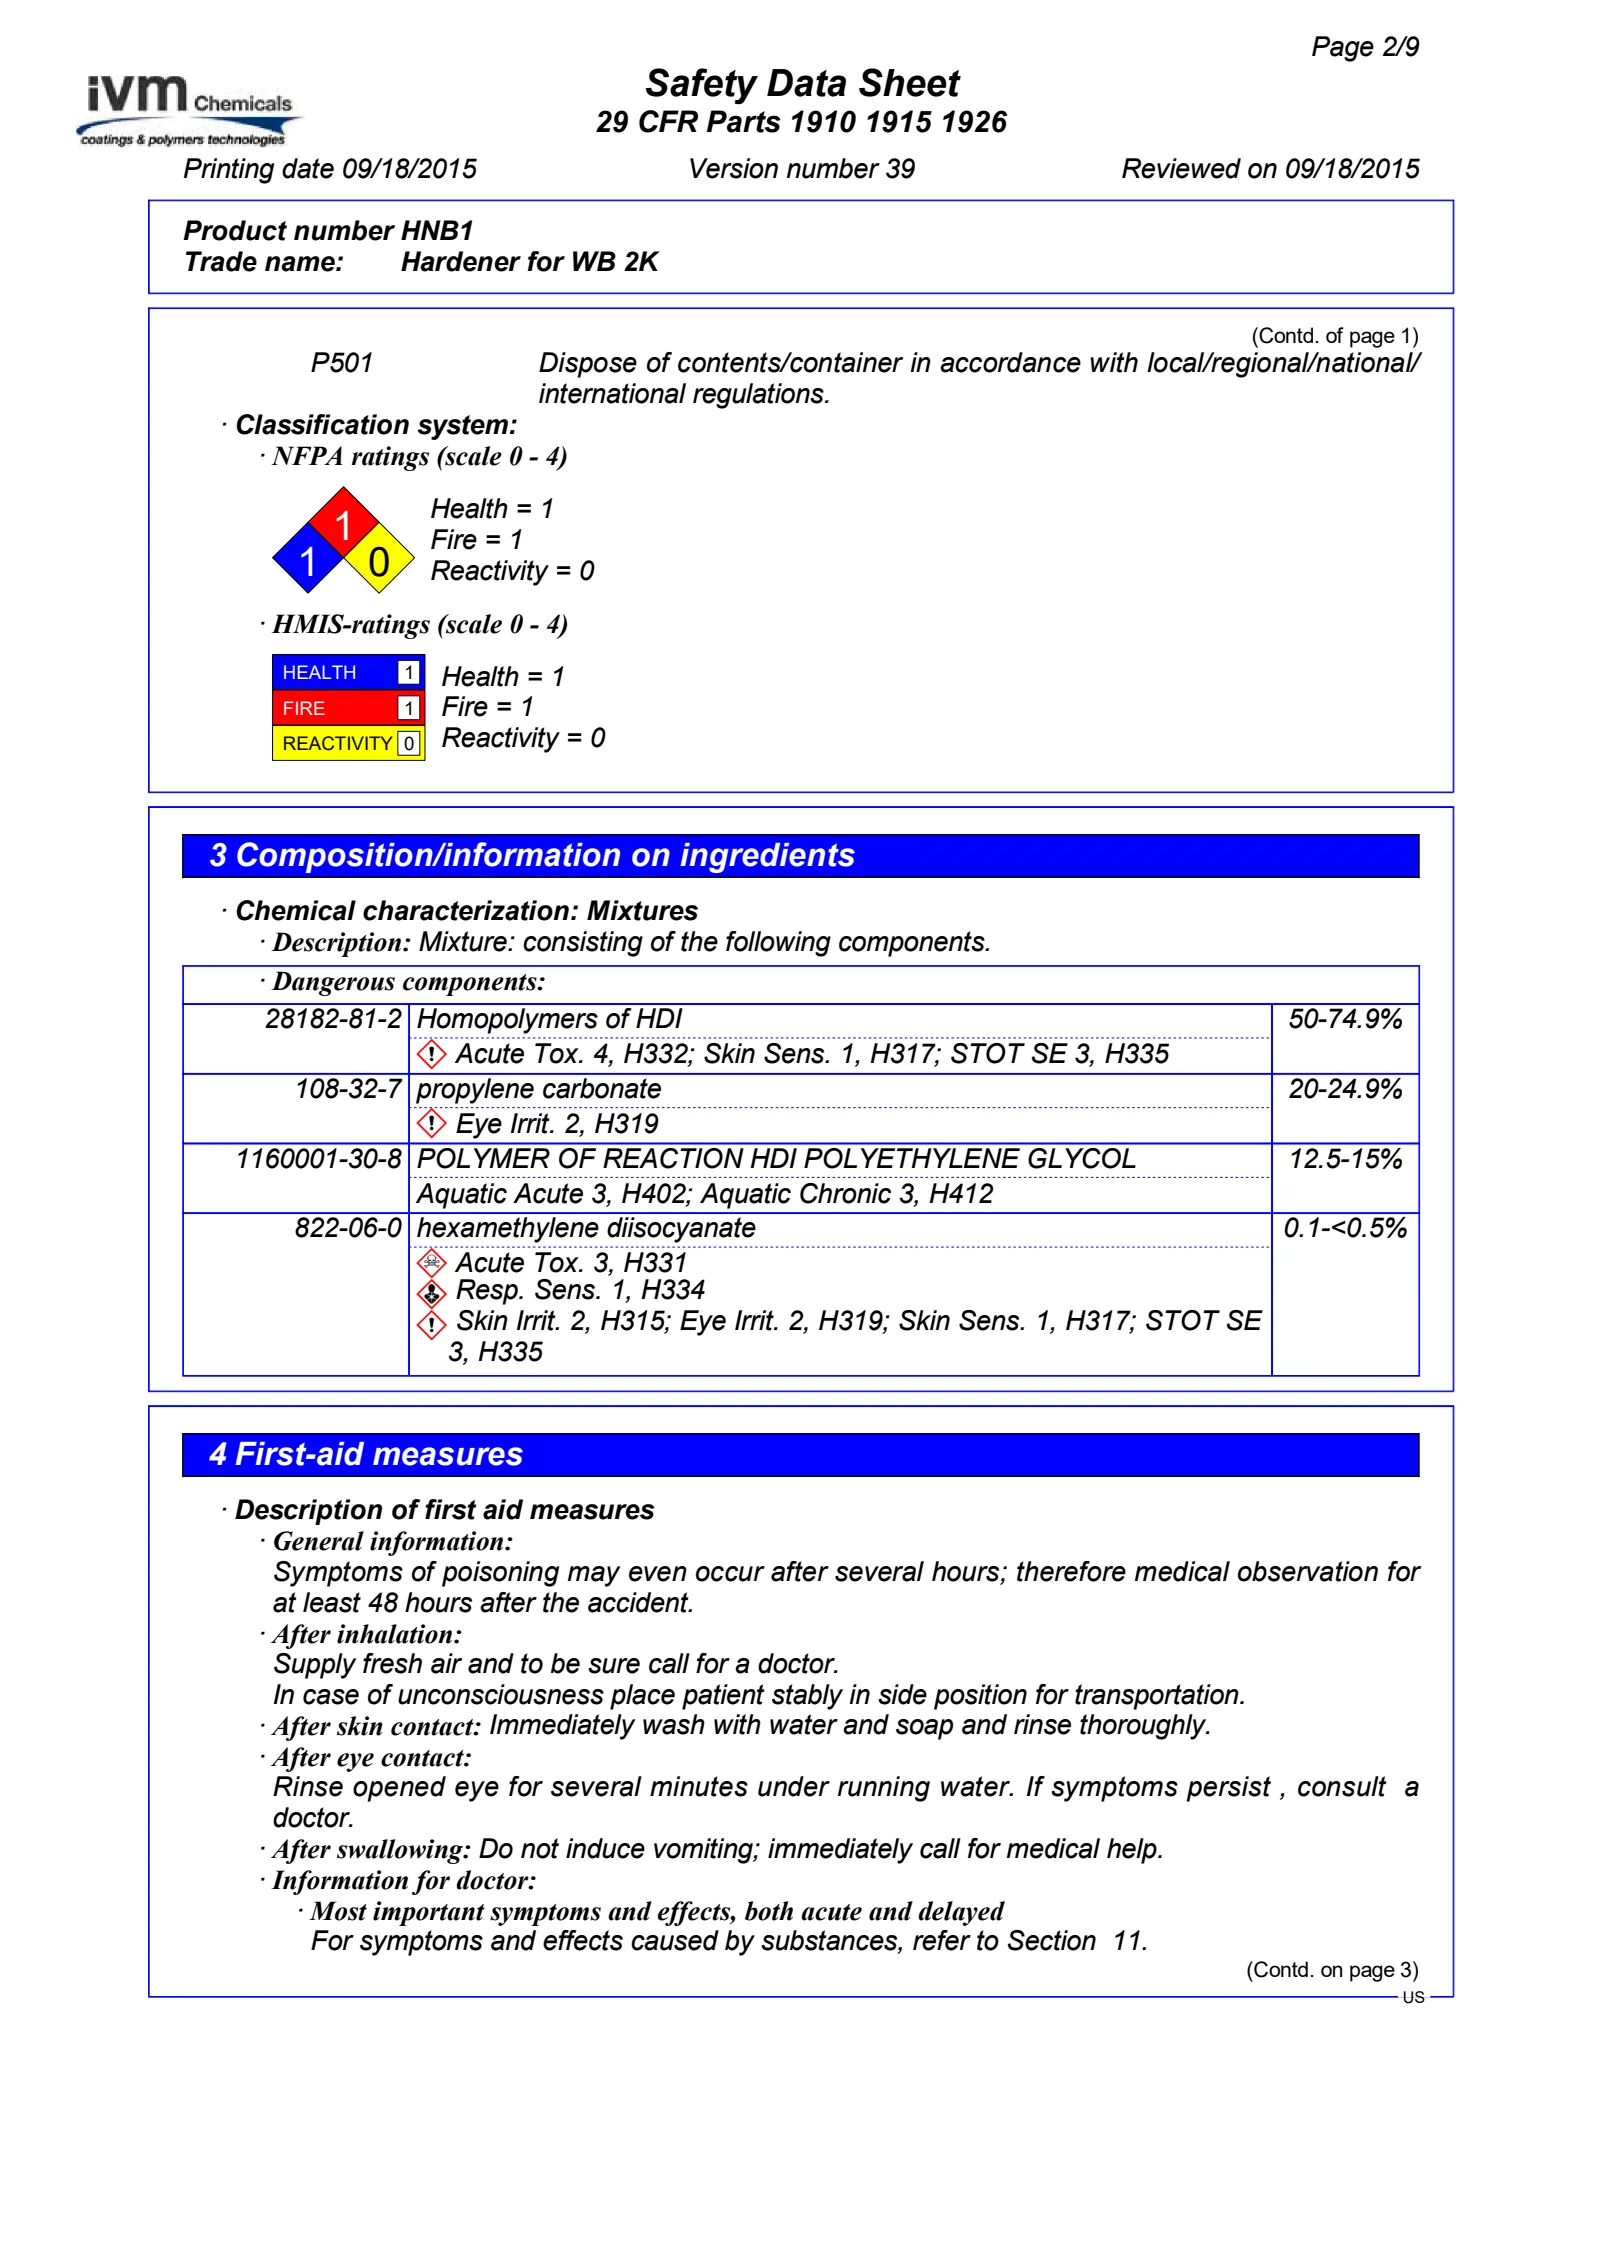 Page 2/9
ivm Chemicals
coatings & polymers technologies
Safety Data Sheet
29 CFR Parts 1910 1915 1926
Printing date 09/18/2015 Version number 39 Reviewed on 09/18/2015
Product number HNB1
Trade name: Hardener for WB 2K
(Contd. of page 1)
P501 Dispose of contents/container in accordance with local/regional/national/
international regulations.
· Classification system:
· NFPA ratings (scale 0 - 4)
1
1 0
Health = 1
Fire = 1
Reactivity = 0
· HMIS-ratings (scale 0 - 4)
HEALTH 1 Health = 1
FIRE 1 Fire = 1
REACTIVITY 0 Reactivity = 0
3 Composition/information on ingredients
· Chemical characterization: Mixtures
· Description: Mixture: consisting of the following components.
· Dangerous components:
28182-81-2 Homopolymers of HDI 50-74.9%
Acute Tox. 4, H332; Skin Sens. 1, H317; STOT SE 3, H335
108-32-7 propylene carbonate 20-24.9%
Eye Irrit. 2, H319
1160001-30-8 POLYMER OF REACTION HDI POLYETHYLENE GLYCOL 12.5-15%
Aquatic Acute 3, H402; Aquatic Chronic 3, H412
822-06-0 hexamethylene diisocyanate 0.1-<0.5%
Acute Tox. 3, H331
Resp. Sens. 1, H334
Skin Irrit. 2, H315; Eye Irrit. 2, H319; Skin Sens. 1, H317; STOT SE
3, H335
4 First-aid measures
· Description of first aid measures
· General information:
Symptoms of poisoning may even occur after several hours; therefore medical observation for
at least 48 hours after the accident.
· After inhalation:
Supply fresh air and to be sure call for a doctor.
In case of unconsciousness place patient stably in side position for transportation.
· After skin contact: Immediately wash with water and soap and rinse thoroughly.
· After eye contact:
Rinse opened eye for several minutes under running water. If symptoms persist , consult a
doctor.
· After swallowing: Do not induce vomiting; immediately call for medical help.
· Information for doctor:
· Most important symptoms and effects, both acute and delayed
For symptoms and effects caused by substances, refer to Section 11.
(Contd. on page 3)
US